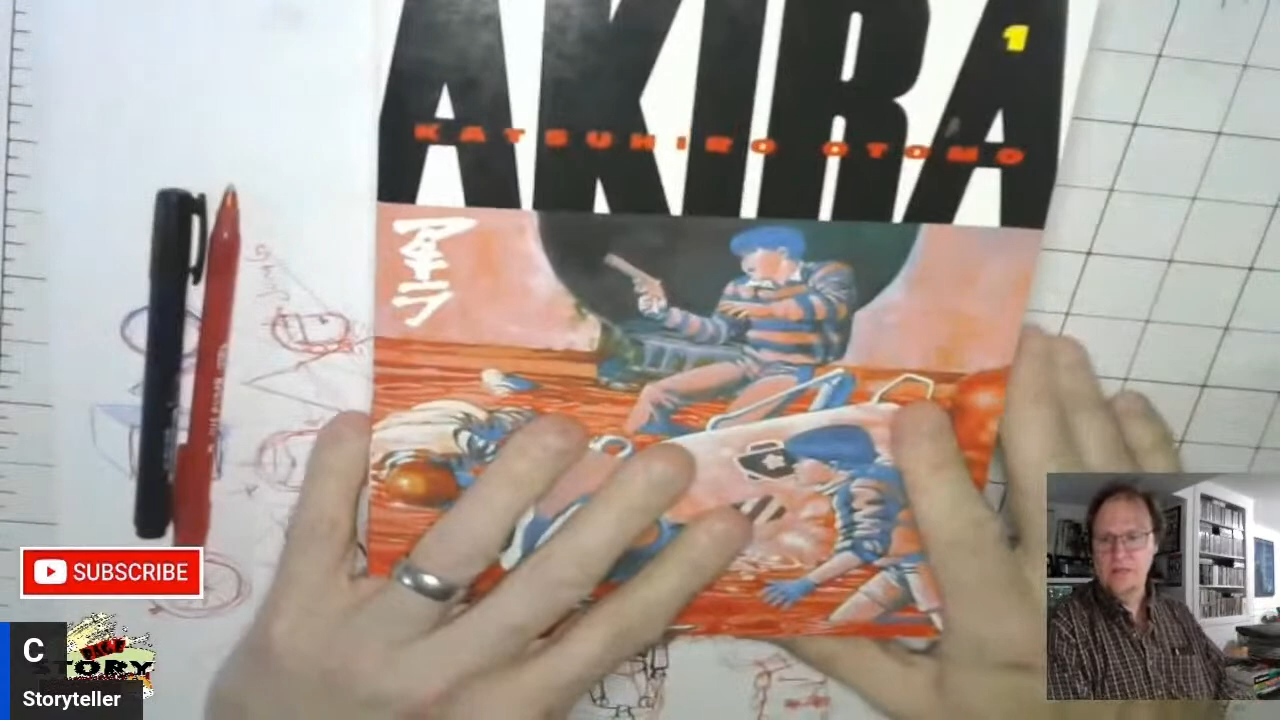 AKIRA
1
KATSUHIRO OTOMO
アキラ
SUBSCRIBE
C
STORY
Storyteller